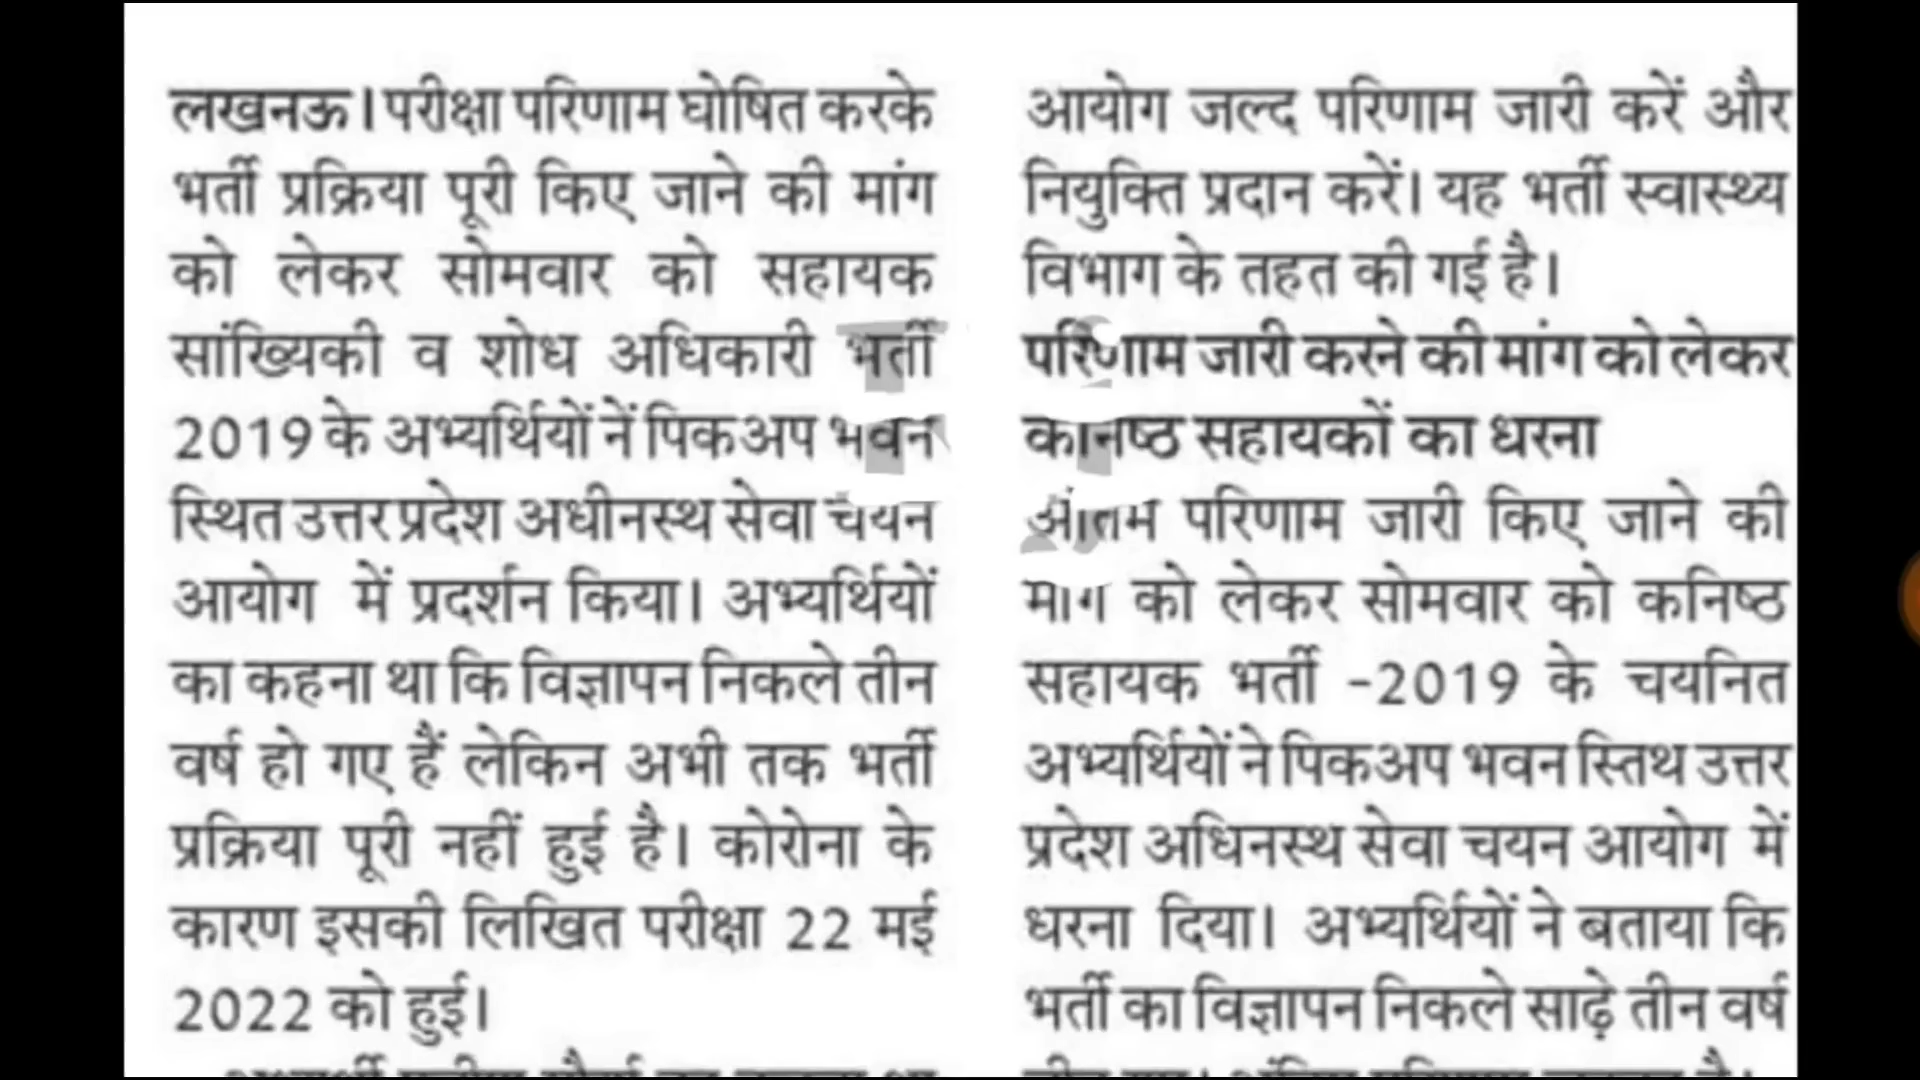 लखनऊ। परीक्षा परिणाम घोषित करके
भर्ती प्रक्रिया पूरी किए जाने की मांग
को लेकर सोमवार को सहायक
सांख्यिकी व शोध अधिकारी भर्ती
2019 के अभ्यर्थियों नें पिकअप भवन
स्थित उत्तर प्रदेश अधीनस्थ सेवा चयन
आयोग में प्रदर्शन किया। अभ्यर्थियों
का कहना था कि विज्ञापन निकले तीन
वर्ष हो गए हैं लेकिन अभी तक भर्ती
प्रक्रिया पूरी नहीं हुई है। कोरोना के
कारण इसकी लिखित परीक्षा 22 मई
2022 को हुई।
आयोग जल्द परिणाम जारी करें और
नियुक्ति प्रदान करें। यह भर्ती स्वास्थ्य
विभाग के तहत की गई है।
परिणाम जारी करने की मांग को लेकर
कनिष्ठ सहायकों का धरना
अंतिम परिणाम जारी किए जाने की
मांग को लेकर सोमवार को कनिष्ठ
सहायक भर्ती -2019 के चयनित
अभ्यर्थियों ने पिकअप भवन स्तिथ उत्तर
प्रदेश अधिनस्थ सेवा चयन आयोग में
धरना दिया। अभ्यर्थियों ने बताया कि
भर्ती का विज्ञापन निकले साढ़े तीन वर्ष